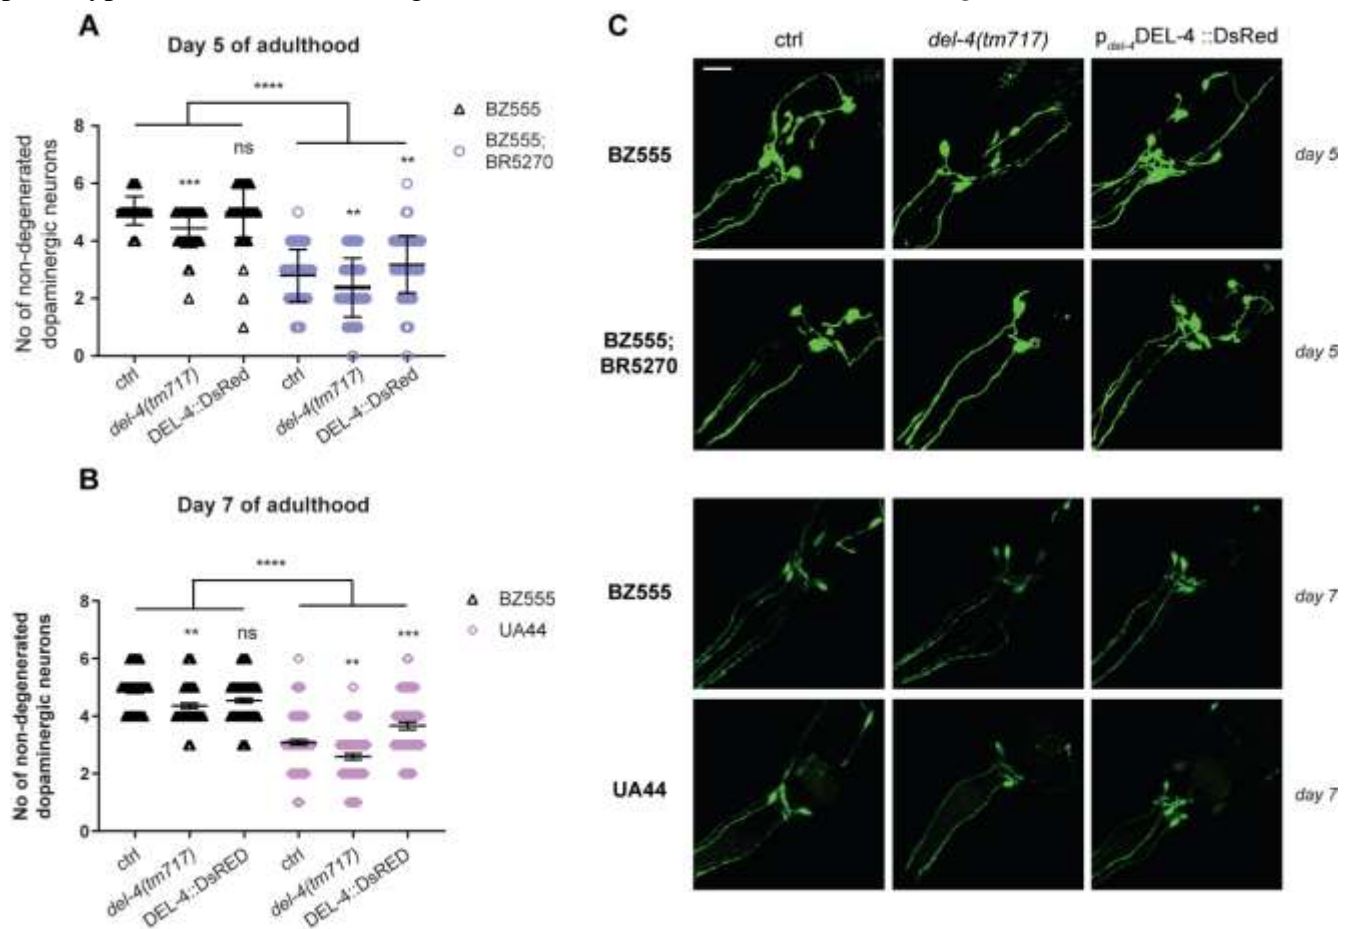 A
Day 5 of adulthood
****
BZ555
BZ555;
BR5270
No of non-degenerated
dopaminergic neurons
8
6
4
2
0
***
ns
**
**
ctrl
del-4(tm717)
DEL-4::DsRed
ctrl
del-4(tm717)
DEL-4::DsRed
B
Day 7 of adulthood
****
BZ555
UA44
No of non-degenerated
dopaminergic neurons
8
6
4
2
0
**
ns
**
***
ctrl
del-4(tm717)
DEL-4::DsRED
ctrl
del-4(tm717)
DEL-4::DsRED
C
ctrl
del-4(tm717)
pdel-4DEL-4 ::DsRed
BZ555
day 5
BZ555;
BR5270
day 5
BZ555
day 7
UA44
day 7